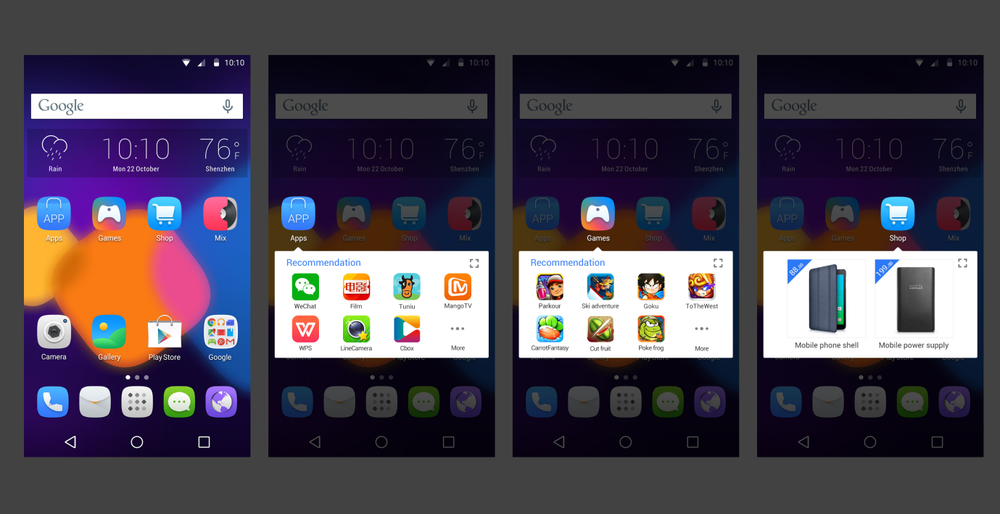 10:10
Google
10:10
76°F
Rain
Mon 22 October
Shenzhen
APP
Apps
Games
Shop
Mix
Camera
Gallery
Play Store
Google
10:10
Google
10:10
76°F
Rain
Mon 22 October
Shenzhen
APP
Apps
Games
Shop
Mix
Recommendation
电影
WeChat
Film
Tuniu
MangoTV
W
WPS
LineCamera
Cbox
More
10:10
Google
10:10
76°F
Rain
Mon 22 October
Shenzhen
APP
Apps
Games
Shop
Mix
Recommendation
Parkour
Ski adventure
Goku
ToTheWest
CarrotFantasy
Cut fruit
Poke frog
More
10:10
Google
10:10
76°F
Rain
Mon 22 October
Shenzhen
APP
Apps
Games
Shop
Mix
88.00
199.00
Mobile phone shell
Mobile power supply